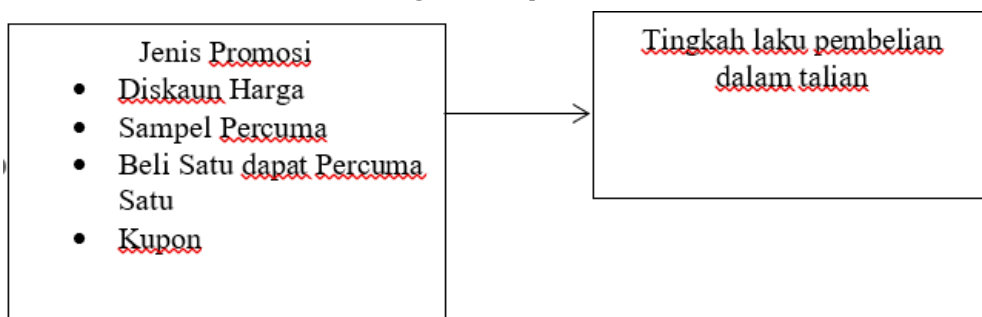 Jenis Promosi
Diskaun Harga
Sampel Percuma
Beli Satu dapat Percuma
Satu
Kupon
Tingkah laku pembelian
dalam talian